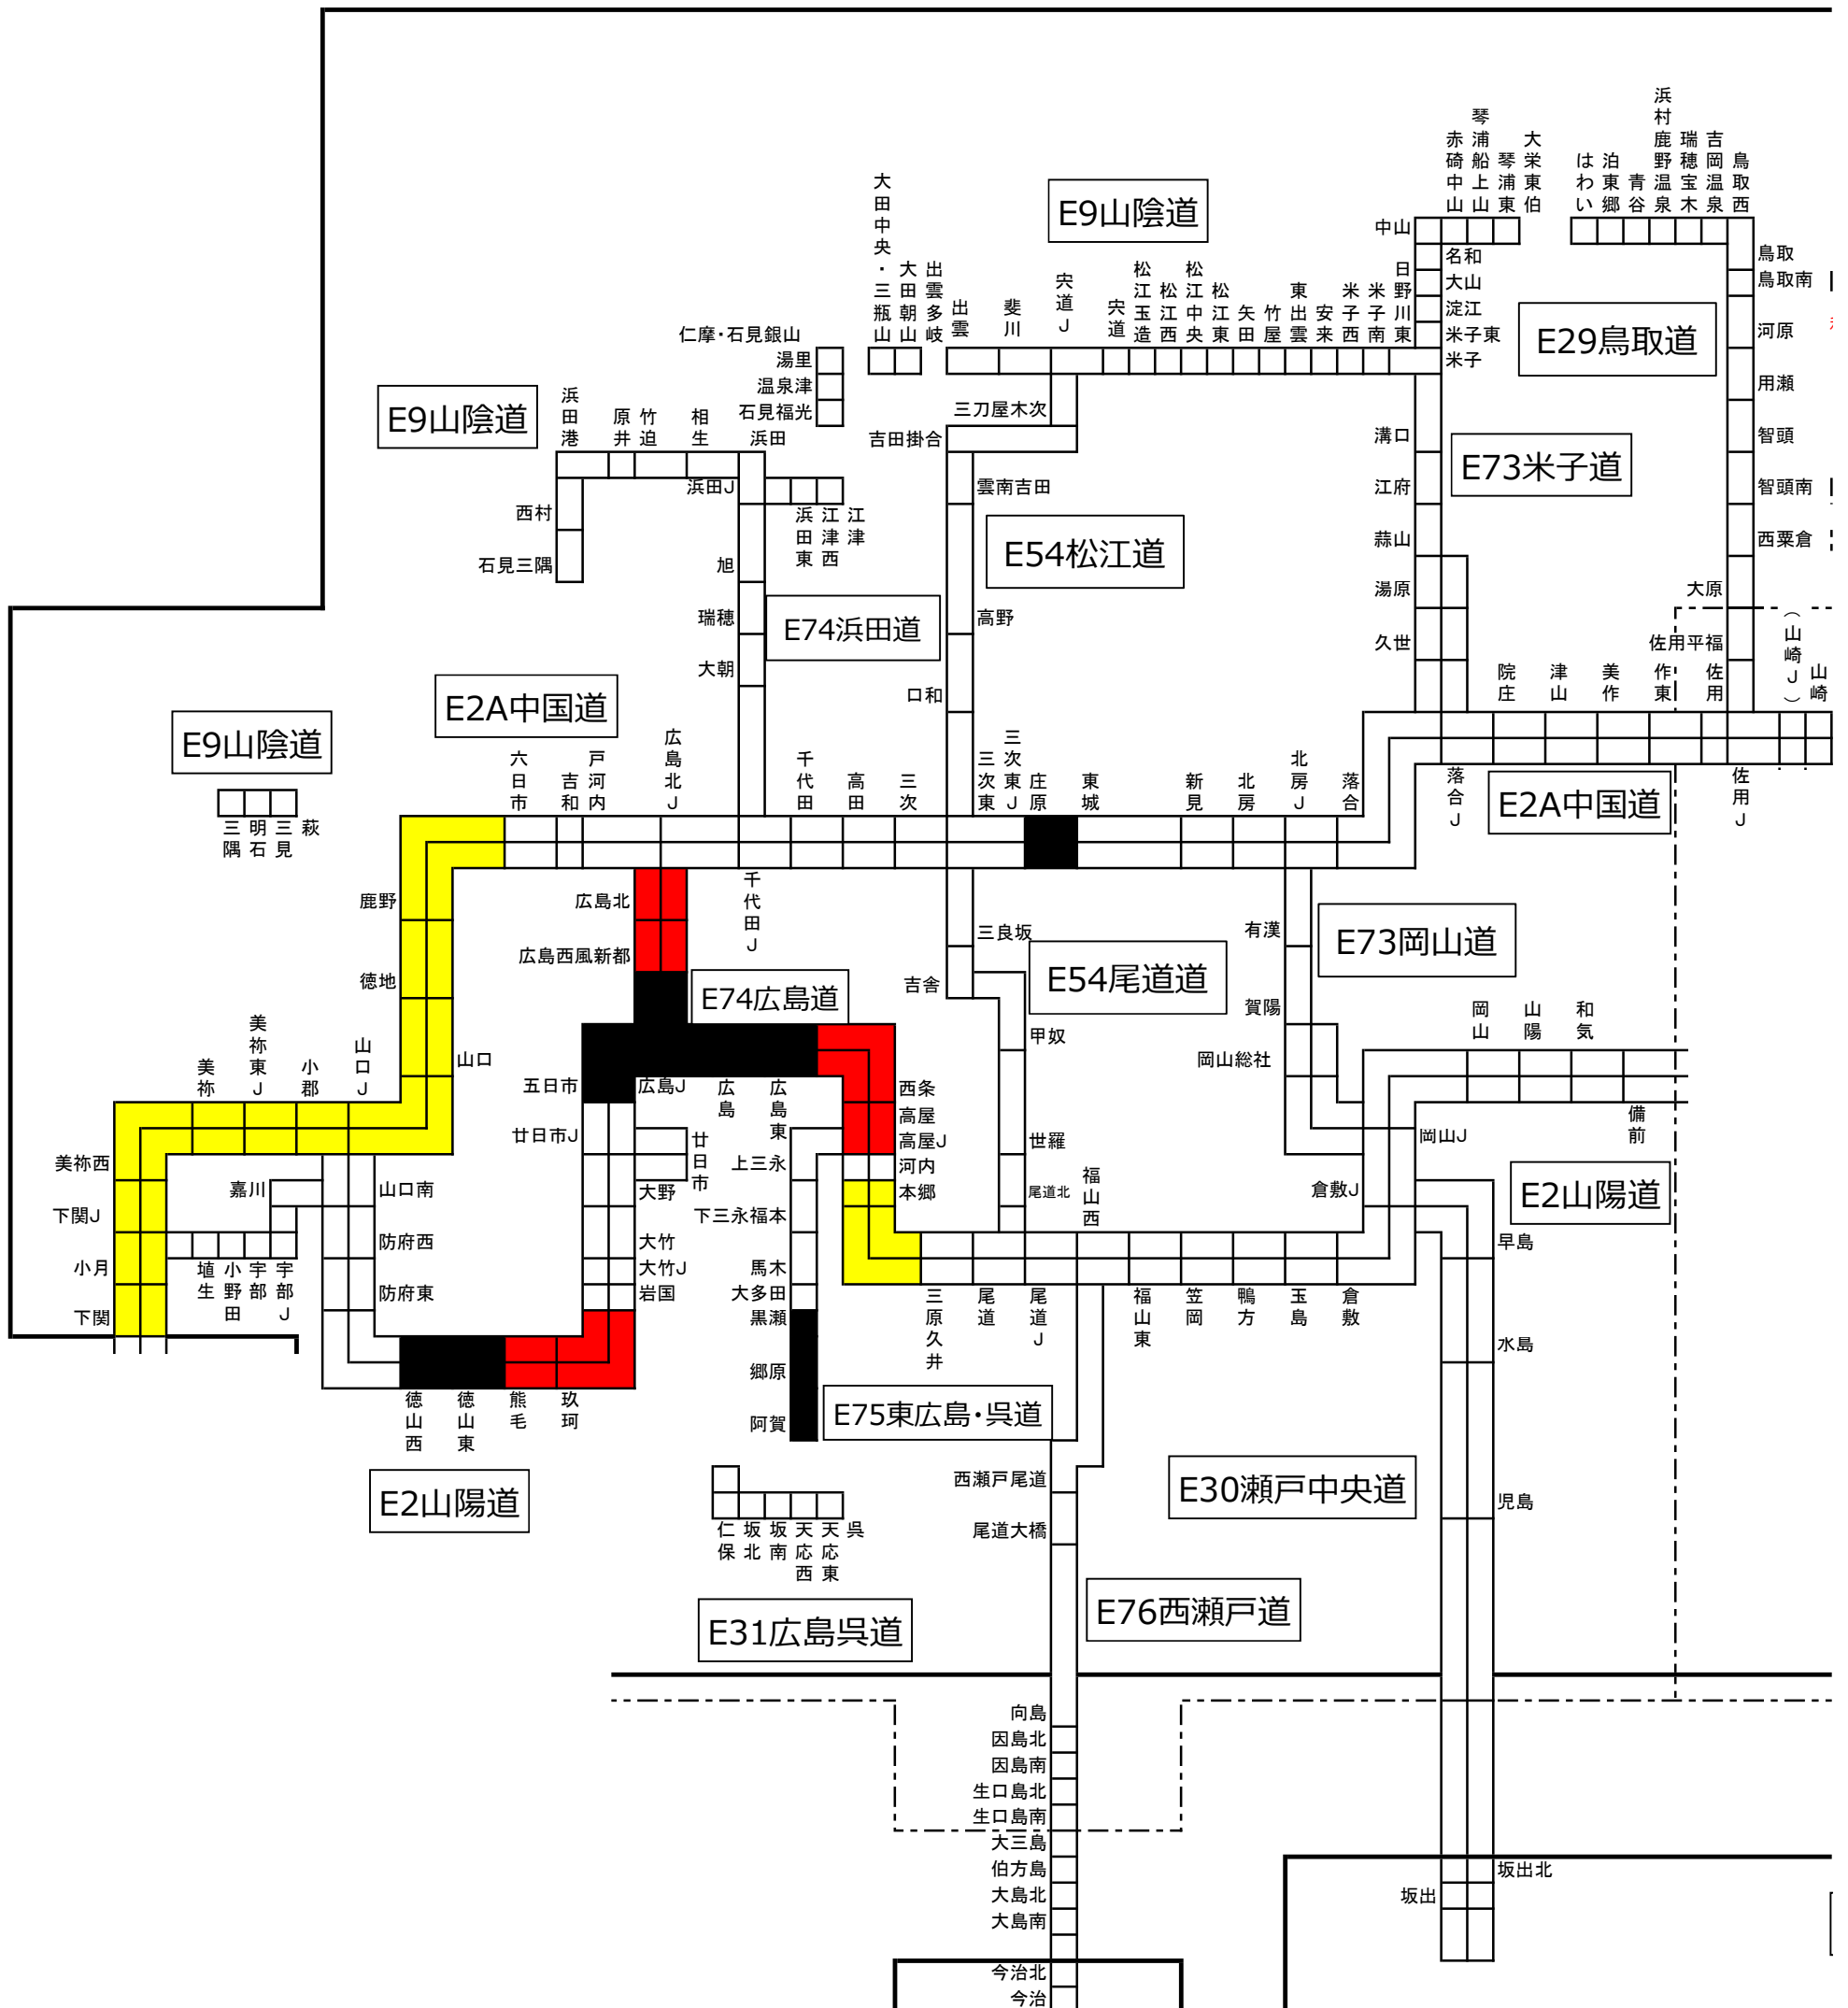 浜村鹿野温泉
琴浦船上山
赤碕中山
琴浦東
大栄東伯
はわい
泊東郷
青谷
瑞穂宝木
吉岡温泉
鳥取西
大田中央・三瓶山
大田朝山
出雲多岐
出雲
斐川
宍道J
宍道
松江玉造
松江西
松江中央
松江東
矢田
竹屋
東出雲
安来
米子西
米子南
日野川東
E9山陰道
中山
名和
大山
淀江
米子東
米子
鳥取
鳥取南
河原
用瀬
智頭
智頭南
西粟倉
大原
佐用平福
E29鳥取道
仁摩・石見銀山
湯里
温泉津
石見福光
E9山陰道
浜田港
原井
竹迫
相生
浜田
浜田J
西村
石見三隅
浜田東
江津西
江津
旭
瑞穂
大朝
E74浜田道
三刀屋木次
吉田掛合
雲南吉田
高野
口和
E54松江道
溝口
江府
蒜山
湯原
久世
E73米子道
E2A中国道
E9山陰道
三隅
明石
三見
萩
六日市
吉和
戸河内
広島北J
千代田
高田
三次
三次東
三次東J
庄原
東城
新見
北房
北房J
落合
院庄
津山
美作
作東
佐用
（山崎J）
山崎
落合J
E2A中国道
佐用J
鹿野
徳地
山口
美祢
美祢東J
小郡
山口J
広島北
広島西風新都
千代田J
E74広島道
三良坂
吉舎
甲奴
世羅
尾道北
E54尾道道
有漢
賀陽
岡山総社
E73岡山道
岡山
山陽
和気
備前
五日市
広島J
広島
広島東
西条
高屋
高屋J
河内
本郷
廿日市J
廿日市
大野
大竹
大竹J
岩国
上三永
下三永福本
馬木
大多田
黒瀬
郷原
阿賀
E75東広島・呉道
美祢西
下関J
小月
下関
嘉川
山口南
防府西
防府東
埴生
小野田
宇部
宇部J
徳山西
徳山東
熊毛
玖珂
E2山陽道
福山西
倉敷J
岡山J
E2山陽道
三原久井
尾道
尾道J
福山東
笠岡
鴨方
玉島
倉敷
早島
水島
児島
E30瀬戸中央道
西瀬戸尾道
尾道大橋
仁保
坂北
坂南
天応西
天応東
呉
E31広島呉道
E76西瀬戸道
向島
因島北
因島南
生口島北
生口島南
大三島
伯方島
大島北
大島南
今治北
今治
坂出北
坂出